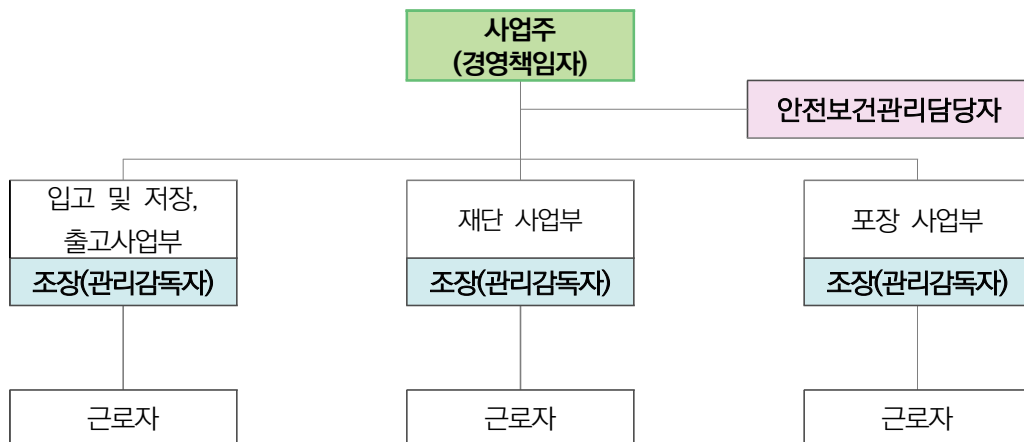 사업주
(경영책임자)
안전보건관리담당자
입고 및 저장,
출고사업부
재단 사업부
포장 사업부
조장(관리감독자)
조장(관리감독자)
조장(관리감독자)
근로자
근로자
근로자